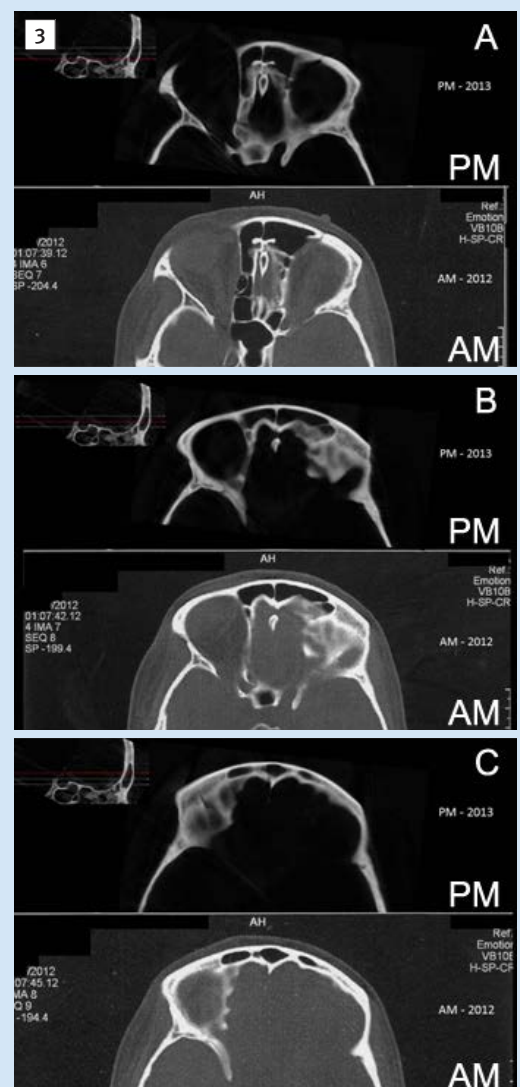 3
A
PM - 2013
PM
AH
Ref.:
Emotion
VB10B
H-SP-CR
/2012
01:07:39.12
4 IMA 6
SEQ 7
SP -204.4
AM - 2012
AM
B
PM - 2013
PM
AH
Ref.:
Emotion
VB10B
H-SP-CR
/2012
01:07:42.12
4 IMA 7
SEQ 8
SP -199.4
AM - 2012
AM
C
PM - 2013
PM
AH
Ref.:
Emotion
VB10B
H-SP-CR
/2012
07:45.12
MA 8
Q 9
-194.4
AM - 2012
AM